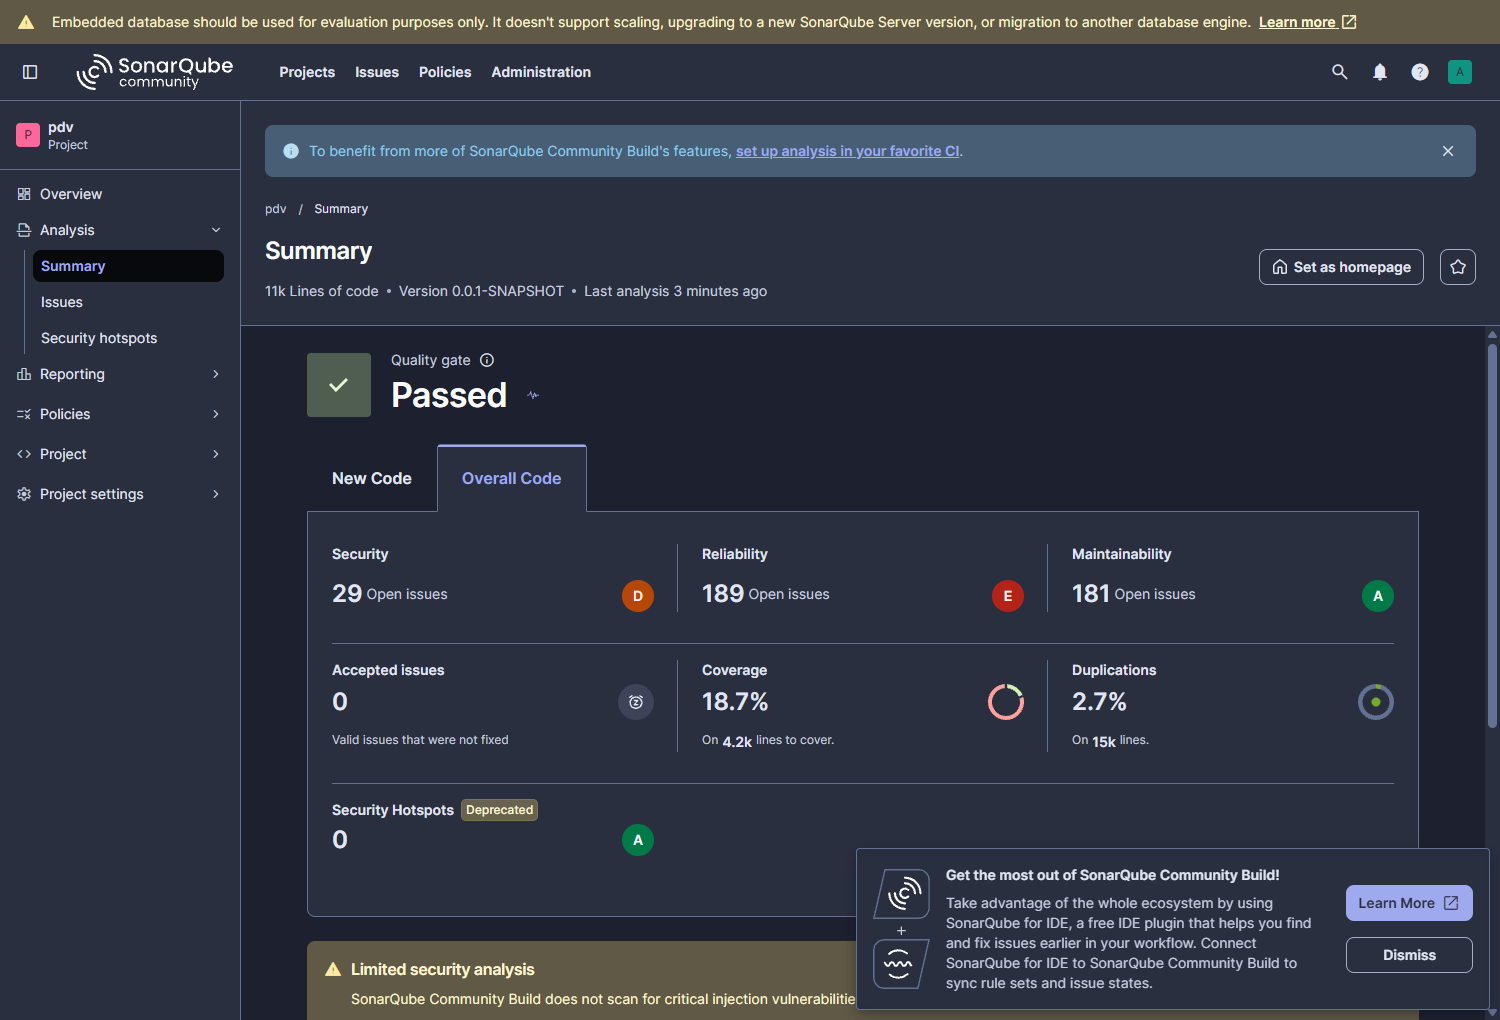 Embedded database should be used for evaluation purposes only. It doesn't support scaling, upgrading to a new SonarQube Server version, or migration to another database engine. Learn more
SonarQube community
Projects Issues Policies Administration
A
P
pdv
Project
Overview
Analysis
Summary
Issues
Security hotspots
Reporting
Policies
Project
Project settings
To benefit from more of SonarQube Community Build's features, set up analysis in your favorite CI.
pdv / Summary
Summary
Set as homepage
11k Lines of code • Version 0.0.1-SNAPSHOT • Last analysis 3 minutes ago
Quality gate
Passed
New Code Overall Code
Security
29 Open issues
D
Reliability
189 Open issues
E
Maintainability
181 Open issues
A
Accepted issues
0
Valid issues that were not fixed
Coverage
18.7%
On 4.2k lines to cover.
Duplications
2.7%
On 15k lines.
Security Hotspots Deprecated
0
A
Limited security analysis
SonarQube Community Build does not scan for critical injection vulnerabilitie
Get the most out of SonarQube Community Build!
Take advantage of the whole ecosystem by using
SonarQube for IDE, a free IDE plugin that helps you find
and fix issues earlier in your workflow. Connect
SonarQube for IDE to SonarQube Community Build to
sync rule sets and issue states.
Learn More
Dismiss